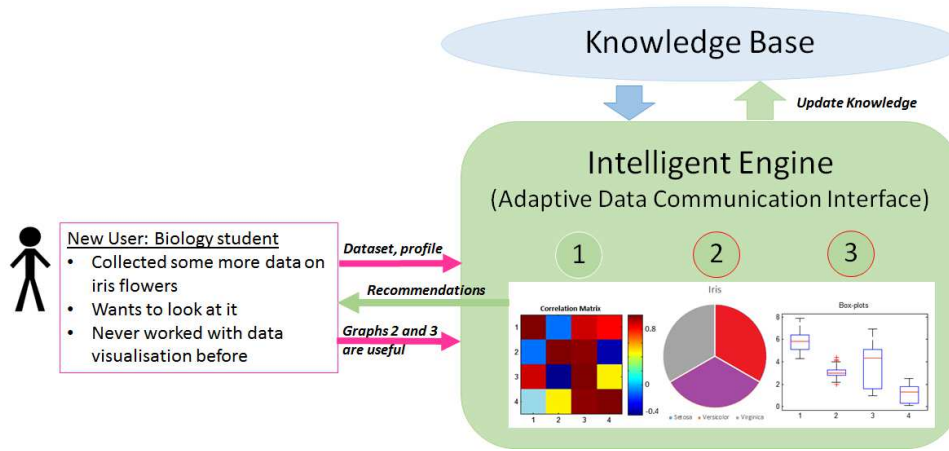 Knowledge Base
Update Knowledge
Intelligent Engine
(Adaptive Data Communication Interface)
New User: Biology student
• Collected some more data on
iris flowers
• Wants to look at it
• Never worked with data
visualisation before
Dataset, profile
Recommendations
Graphs 2 and 3
are useful
1
2
3
Correlation Matrix
1
2
3
4
1 2 3 4
0.8
0.4
0
-0.4
Iris
Setosa Versicolor Virginica
Box-plots
8
6
4
2
0
1 2 3 4